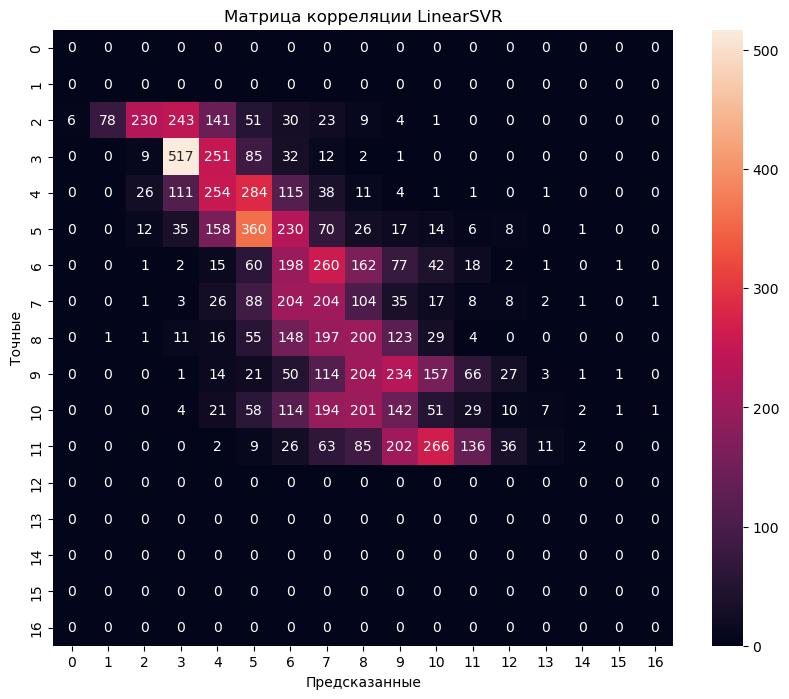 Матрица корреляции LinearSVR
Точные
0 0 0 0 0 0 0 0 0 0 0 0 0 0 0 0 0 0
1 0 0 0 0 0 0 0 0 0 0 0 0 0 0 0 0 0
2 6 78 230 243 141 51 30 23 9 4 1 0 0 0 0 0 0
3 0 0 9 517 251 85 32 12 2 1 0 0 0 0 0 0 0
4 0 0 26 111 254 284 115 38 11 4 1 1 0 1 0 0 0
5 0 0 12 35 158 360 230 70 26 17 14 6 8 0 1 0 0
6 0 0 1 2 15 60 198 260 162 77 42 18 2 1 0 1 0
7 0 0 1 3 26 88 204 204 104 35 17 8 8 2 1 0 1
8 0 1 1 11 16 55 148 197 200 123 29 4 0 0 0 0 0
9 0 0 0 1 14 21 50 114 204 234 157 66 27 3 1 1 0
10 0 0 0 4 21 58 114 194 201 142 51 29 10 7 2 1 1
11 0 0 0 0 2 9 26 63 85 202 266 136 36 11 2 0 0
12 0 0 0 0 0 0 0 0 0 0 0 0 0 0 0 0 0
13 0 0 0 0 0 0 0 0 0 0 0 0 0 0 0 0 0
14 0 0 0 0 0 0 0 0 0 0 0 0 0 0 0 0 0
15 0 0 0 0 0 0 0 0 0 0 0 0 0 0 0 0 0
16 0 0 0 0 0 0 0 0 0 0 0 0 0 0 0 0 0
0 1 2 3 4 5 6 7 8 9 10 11 12 13 14 15 16
Предсказанные
500
400
300
200
100
0